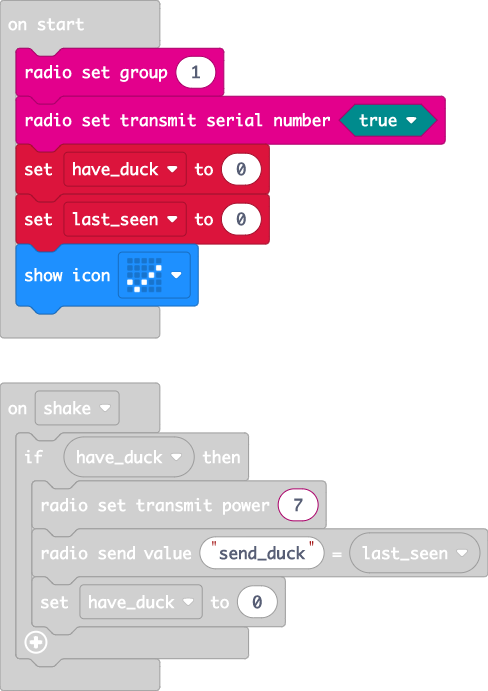 on start
radio set group 1
radio set transmit serial number true
set have_duck to 0
set last_seen to 0
show icon
on shake
if have_duck then
radio set transmit power 7
radio send value "send_duck" = last_seen
set have_duck to 0